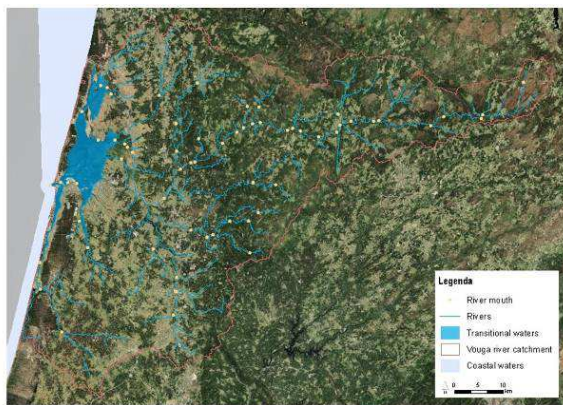 Legenda
River mouth
Rivers
Transitional waters
Vouga river catchment
Coastal waters
0 5 10
km